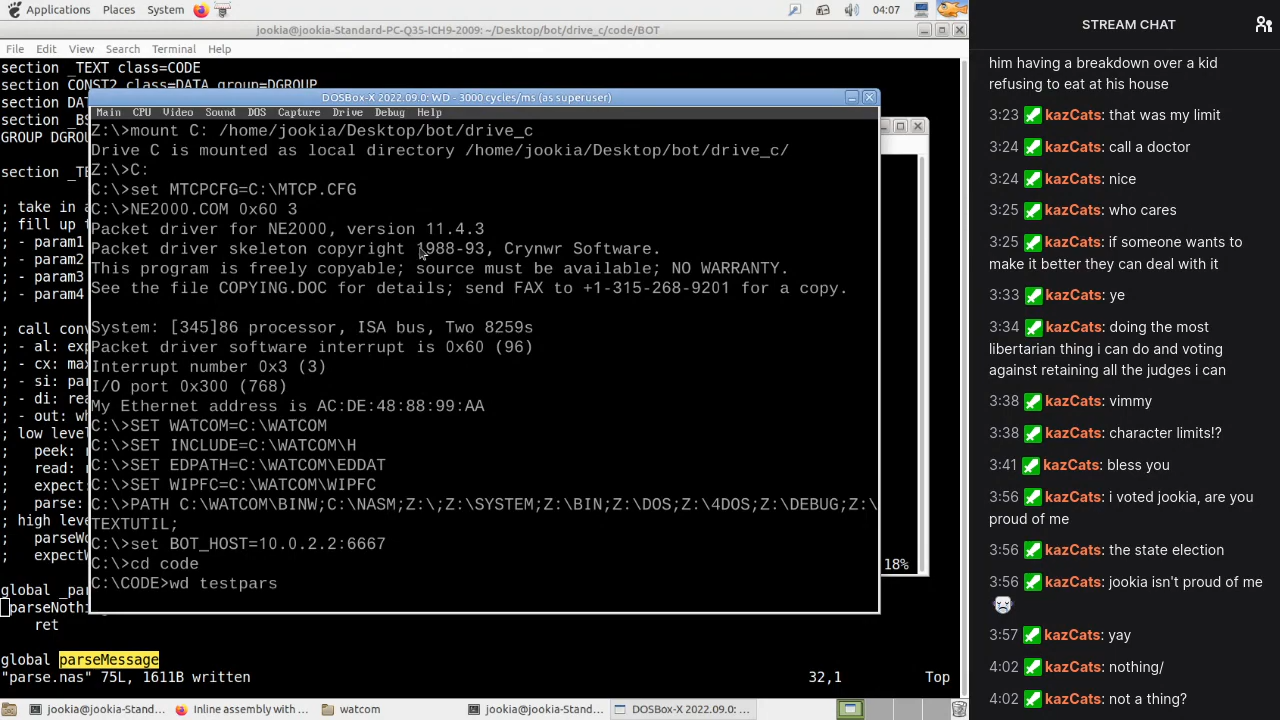 Applications Places System 04:07
jookia@jookia-Standard-PC-Q35-ICH9-2009: ~/Desktop/bot/drive_c/code/BOT
File Edit View Search Terminal Help
section _TEXT class=CODE
section CONST2 class=DATA group=DGROUP
section DAT
section _BS
GROUP DGRO
section _TE
; take in a
; fill up t
; - param1
; - param2
; - param3
; - param4
; call conv
; - al: exp
; - cx: max
; - si: par
; - di: rea
; - out: wh
; low level
; peek: r
; read: r
; expect:
; parse:
; high leve
; parseWo
; expectW
global _par
parseNothi
ret
global parseMessage
"parse.nas" 75L, 1611B written 32,1 Top
18%
DOSBox-X 2022.09.0: WD - 3000 cycles/ms (as superuser)
Main CPU Video Sound DOS Capture Drive Debug Help
Z:\>mount C: /home/jookia/Desktop/bot/drive_c
Drive C is mounted as local directory /home/jookia/Desktop/bot/drive_c/
Z:\>C:
C:\>set MTCPCFG=C:\MTCP.CFG
C:\>NE2000.COM 0x60 3
Packet driver for NE2000, version 11.4.3
Packet driver skeleton copyright 1988-93, Crynwr Software.
This program is freely copyable; source must be available; NO WARRANTY.
See the file COPYING.DOC for details; send FAX to +1-315-268-9201 for a copy.
System: [345]86 processor, ISA bus, Two 8259s
Packet driver software interrupt is 0x60 (96)
Interrupt number 0x3 (3)
I/O port 0x300 (768)
My Ethernet address is AC:DE:48:88:99:AA
C:\>SET WATCOM=C:\WATCOM
C:\>SET INCLUDE=C:\WATCOM\H
C:\>SET EDPATH=C:\WATCOM\EDDAT
C:\>SET WIPFC=C:\WATCOM\WIPFC
C:\>PATH C:\WATCOM\BINW;C:\NASM;Z:\;Z:\SYSTEM;Z:\BIN;Z:\DOS;Z:\4DOS;Z:\DEBUG;Z:\
TEXTUTIL;
C:\>set BOT_HOST=10.0.2.2:6667
C:\>cd code
C:\CODE>wd testpars
jookia@jookia-Stand... Inline assembly with ... watcom jookia@jookia-Stand... DOSBox-X 2022.09.0: ...
STREAM CHAT
him having a breakdown over a kid
refusing to eat at his house
3:23 kazCats: that was my limit
3:24 kazCats: call a doctor
3:24 kazCats: nice
3:25 kazCats: who cares
3:25 kazCats: if someone wants to
make it better they can deal with it
3:33 kazCats: ye
3:34 kazCats: doing the most
libertarian thing i can do and voting
against retaining all the judges i can
3:38 kazCats: vimmy
3:38 kazCats: character limits!?
3:41 kazCats: bless you
3:56 kazCats: i voted jookia, are you
proud of me
3:56 kazCats: the state election
3:56 kazCats: jookia isn't proud of me
3:57 kazCats: yay
4:02 kazCats: nothing/
4:02 kazCats: not a thing?